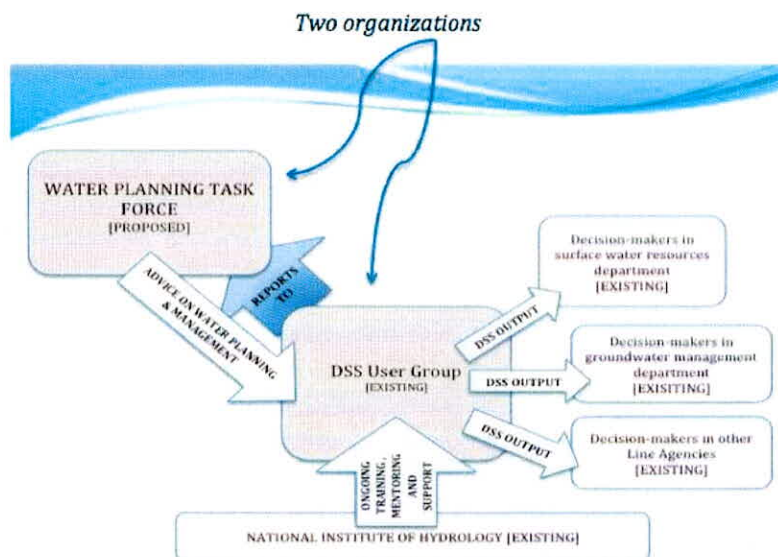 Two organizations
WATER PLANNING TASK
FORCE
[PROPOSED]
REPORTS
TO
ADVICE ON WATER PLANNING
& MANAGEMENT
DSS User Group
[EXISTING]
DSS OUTPUT
Decision-makers in
surface water resources
department
[EXISTING]
DSS OUTPUT
Decision-makers in
groundwater management
department
[EXISITING]
DSS OUTPUT
Decision-makers in other
Line Agencies
[EXISTING]
ONGOING
TRAINING,
MENTORING
AND
SUPPORT
NATIONAL INSTITUTE OF HYDROLOGY [EXISTING]